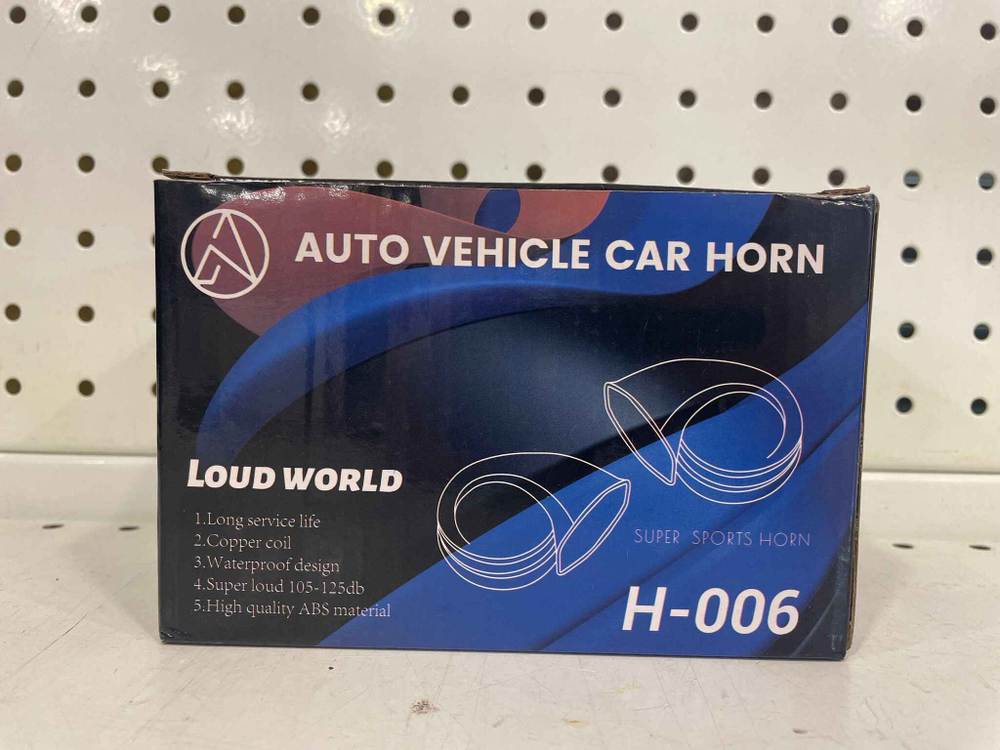 AUTO VEHICLE CAR HORN
LOUD WORLD
1.Long service life
2.Copper coil
3.Waterproof design
4.Super loud 105-125db
5.High quality ABS material
SUPER SPORTS HORN
H-006